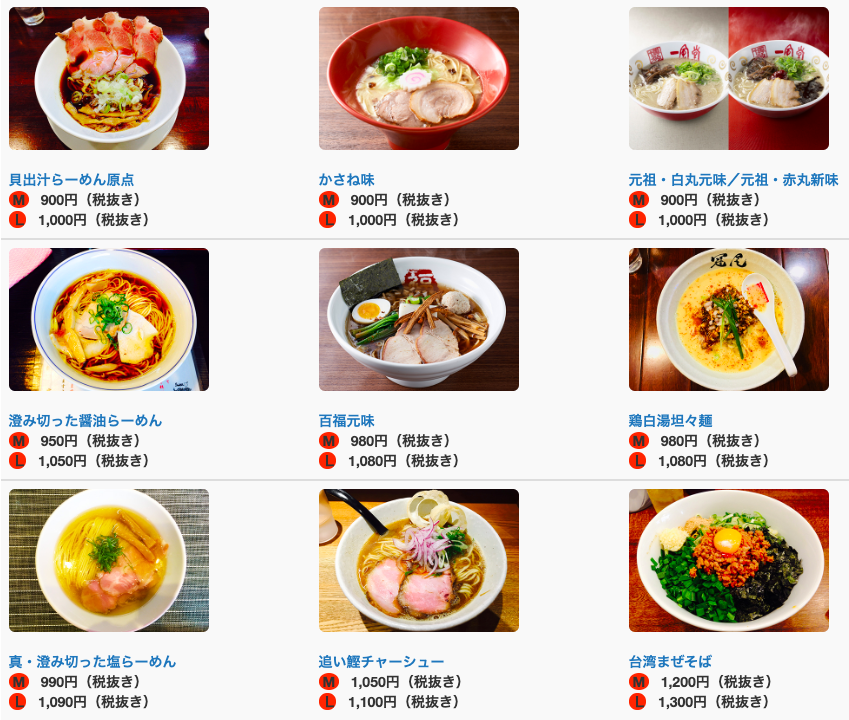 一風堂
一風堂
貝出汁らーめん原点
かさね味
元祖・白丸元味／元祖・赤丸新味
M 900円（税抜き）
M 900円（税抜き）
M 900円（税抜き）
L 1,000円（税抜き）
L 1,000円（税抜き）
L 1,000円（税抜き）
澄み切った醤油らーめん
百福元味
鶏白湯坦々麺
M 950円（税抜き）
M 980円（税抜き）
M 980円（税抜き）
L 1,050円（税抜き）
L 1,080円（税抜き）
L 1,080円（税抜き）
真・澄み切った塩らーめん
追い鰹チャーシュー
台湾まぜそば
M 990円（税抜き）
M 1,050円（税抜き）
M 1,200円（税抜き）
L 1,090円（税抜き）
L 1,100円（税抜き）
L 1,300円（税抜き）